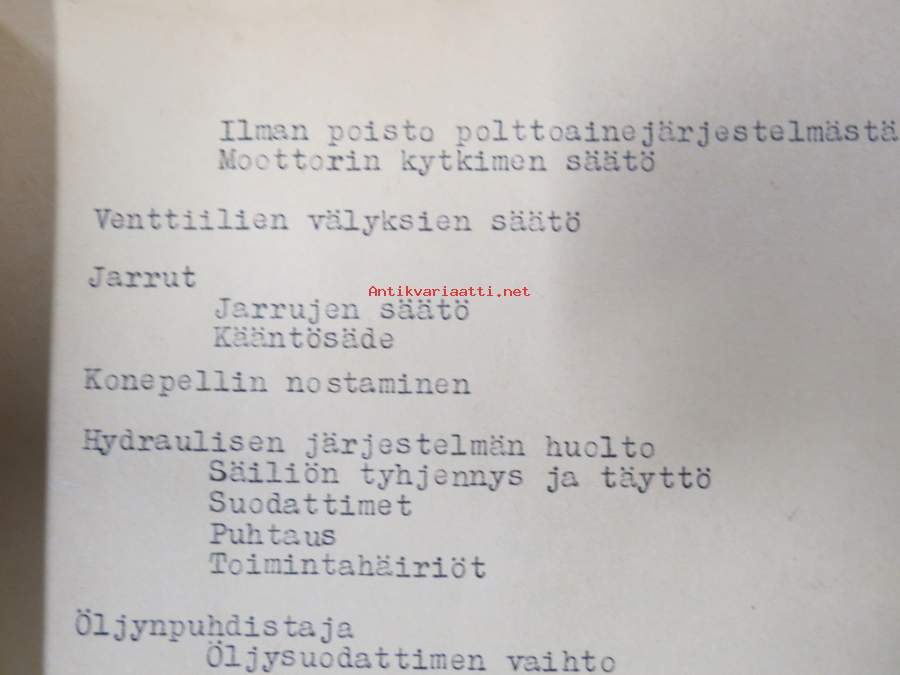 Ilman poisto polttoainejärjestelmästä
Moottorin kytkimen säätö
Venttiilien välyksien säätö
Jarrut
Antikvariaatti.net
Jarrujen säätö
Kääntösäde
Konepellin nostaminen
Hydraulisen järjestelmän huolto
Säiliön tyhjennys ja täyttö
Suodattimet
Puhtaus
Toimintahäiriöt
Öljynpuhdistaja
Öljysuodattimen vaihto